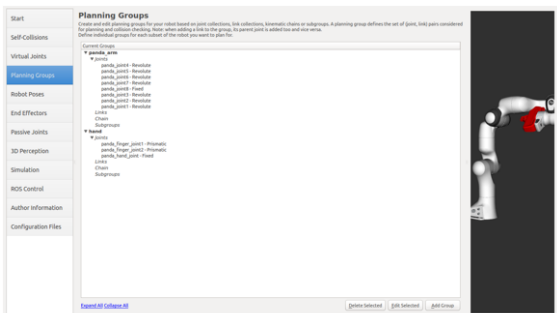 Start
Self-Collisions
Virtual Joints
Planning Groups
Robot Poses
End Effectors
Passive Joints
3D Perception
Simulation
ROS Control
Author Information
Configuration Files
Planning Groups
Create and edit planning groups for your robot based on joint collections, link collections, kinematic chains or subgroups. A planning group defines the set of (joint, link) pairs considered
for planning and collision checking. Note: when adding a link to the group, its parent joint is added too and vice versa.
Define individual groups for each subset of the robot you want to plan for.
Current Groups
panda_arm
Joints
panda_joint4 - Revolute
panda_joint6 - Revolute
panda_joint5 - Revolute
panda_joint7 - Revolute
panda_joint8 - Fixed
panda_joint3 - Revolute
panda_joint2 - Revolute
panda_joint1 - Revolute
Links
Chain
Subgroups
hand
Joints
panda_finger_joint1 - Prismatic
panda_finger_joint2 - Prismatic
panda_hand_joint - Fixed
Links
Chain
Subgroups
Expand All Collapse All
Delete Selected
Edit Selected
Add Group